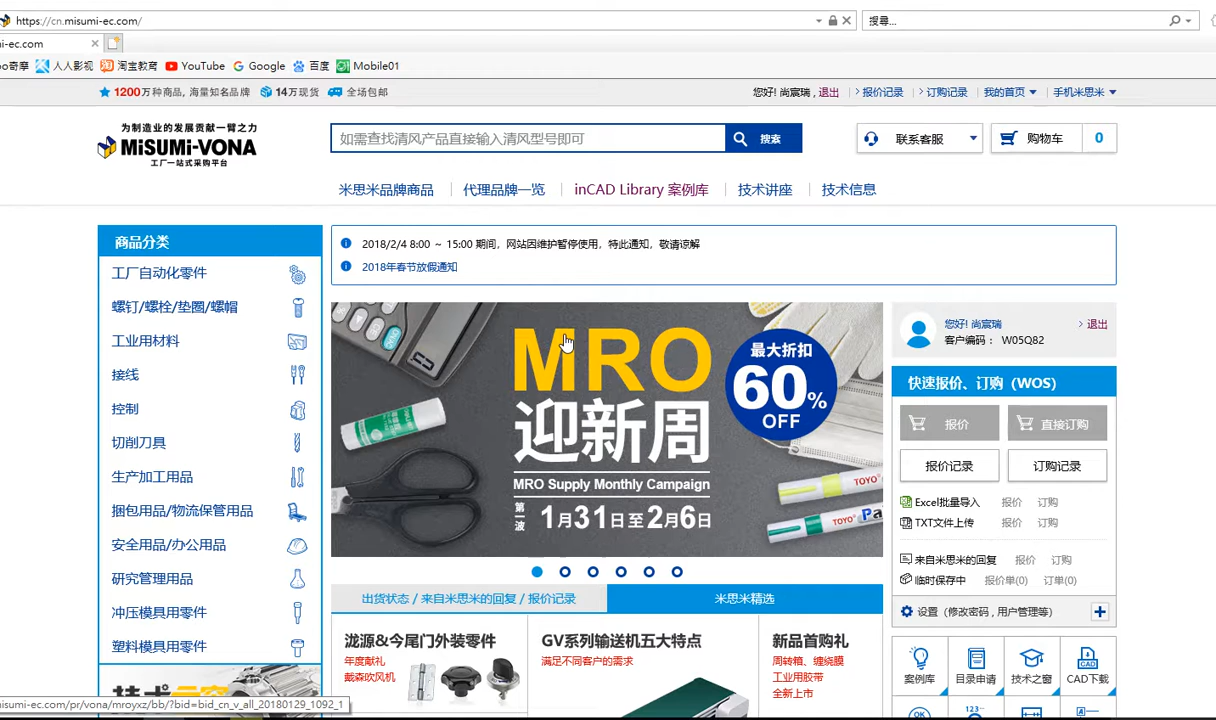 https://cn.misumi-ec.com/
搜尋...
i-ec.com
oo奇摩 人人影视 淘宝教育 YouTube Google 百度 Mobile01
1200万种商品, 海量知名品牌 14万现货 全场包邮
您好! 尚宸瑞 , 退出 报价记录 订购记录 我的首页 手机米思米
为制造业的发展贡献一臂之力
MiSUMi-VONA
工厂一站式采购平台
如需查找清风产品直接输入清风型号即可
搜索
联系客服
购物车 0
米思米品牌商品 代理品牌一览 inCAD Library 案例库 技术讲座 技术信息
商品分类
工厂自动化零件
螺钉/螺栓/垫圈/螺帽
工业用材料
接线
控制
切削刀具
生产加工用品
捆包用品/物流保管用品
安全用品/办公用品
研究管理用品
冲压模具用零件
塑料模具用零件
2018/2/4 8:00 ～ 15:00 期间，网站因维护暂停使用，特此通知，敬请谅解
2018年春节放假通知
MRO
迎新周
MRO Supply Monthly Campaign
第一波
1月31日至2月6日
最大折扣
60%
OFF
TOYO
TOYO Pa
您好! 尚宸瑞 退出
客户编码： W05Q82
快速报价、订购（WOS）
报价 直接订购
报价记录 订购记录
Excel批量导入 报价 订购
TXT文件上传 报价 订购
来自米思米的回复 报价 订购
临时保存中 报价单(0) 订单(0)
设置（修改密码 , 用户管理等）
案例库 目录申请 技术之窗 CAD下载
OK 123
出货状态 / 来自米思米的回复 / 报价记录
米思米精选
泷源&今尾门外装零件
年度献礼
戴森吹风机
GV系列输送机五大特点
满足不同客户的需求
新品首购礼
周转箱、缠绕膜
工业用胶带
全新上市
misumi-ec.com/pr/vona/mroyxz/bb/?bid=bid_cn_v_all_20180129_1092_1